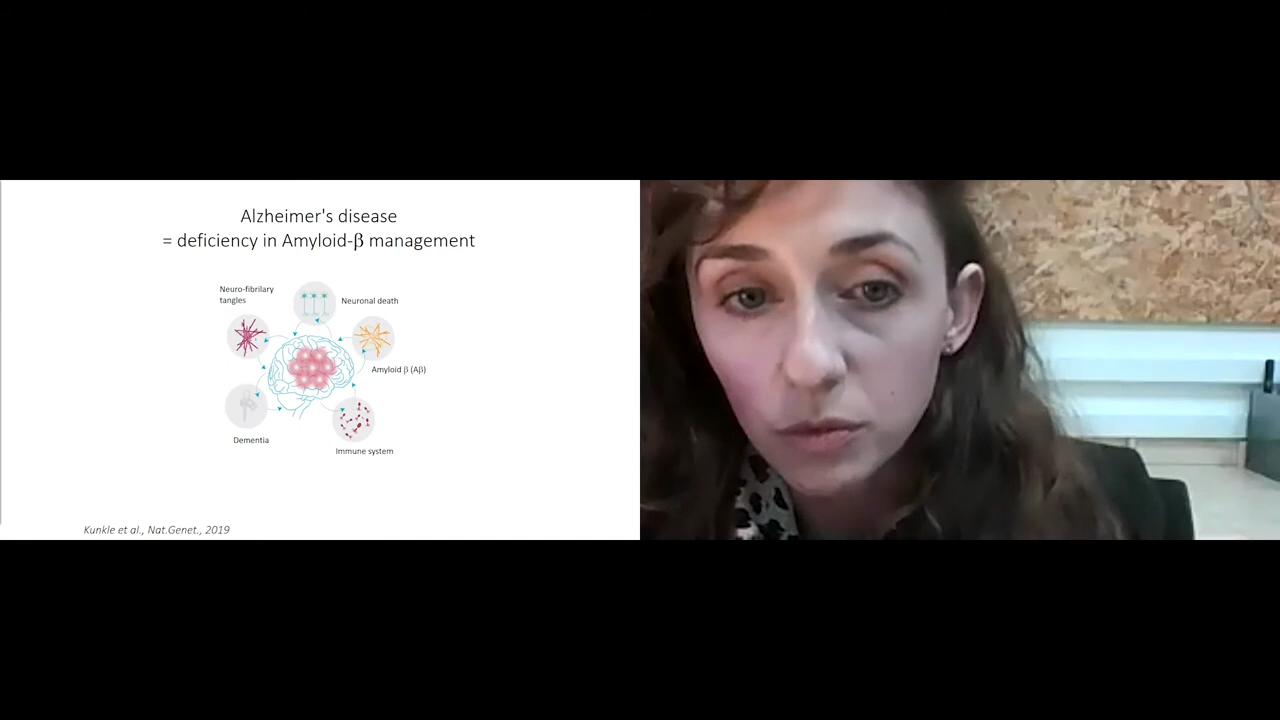 Alzheimer's disease
= deficiency in Amyloid-β management
Neuro-fibrilary
tangles
Neuronal death
Amyloid β (Aβ)
Dementia
Immune system
Kunkle et al., Nat.Genet., 2019